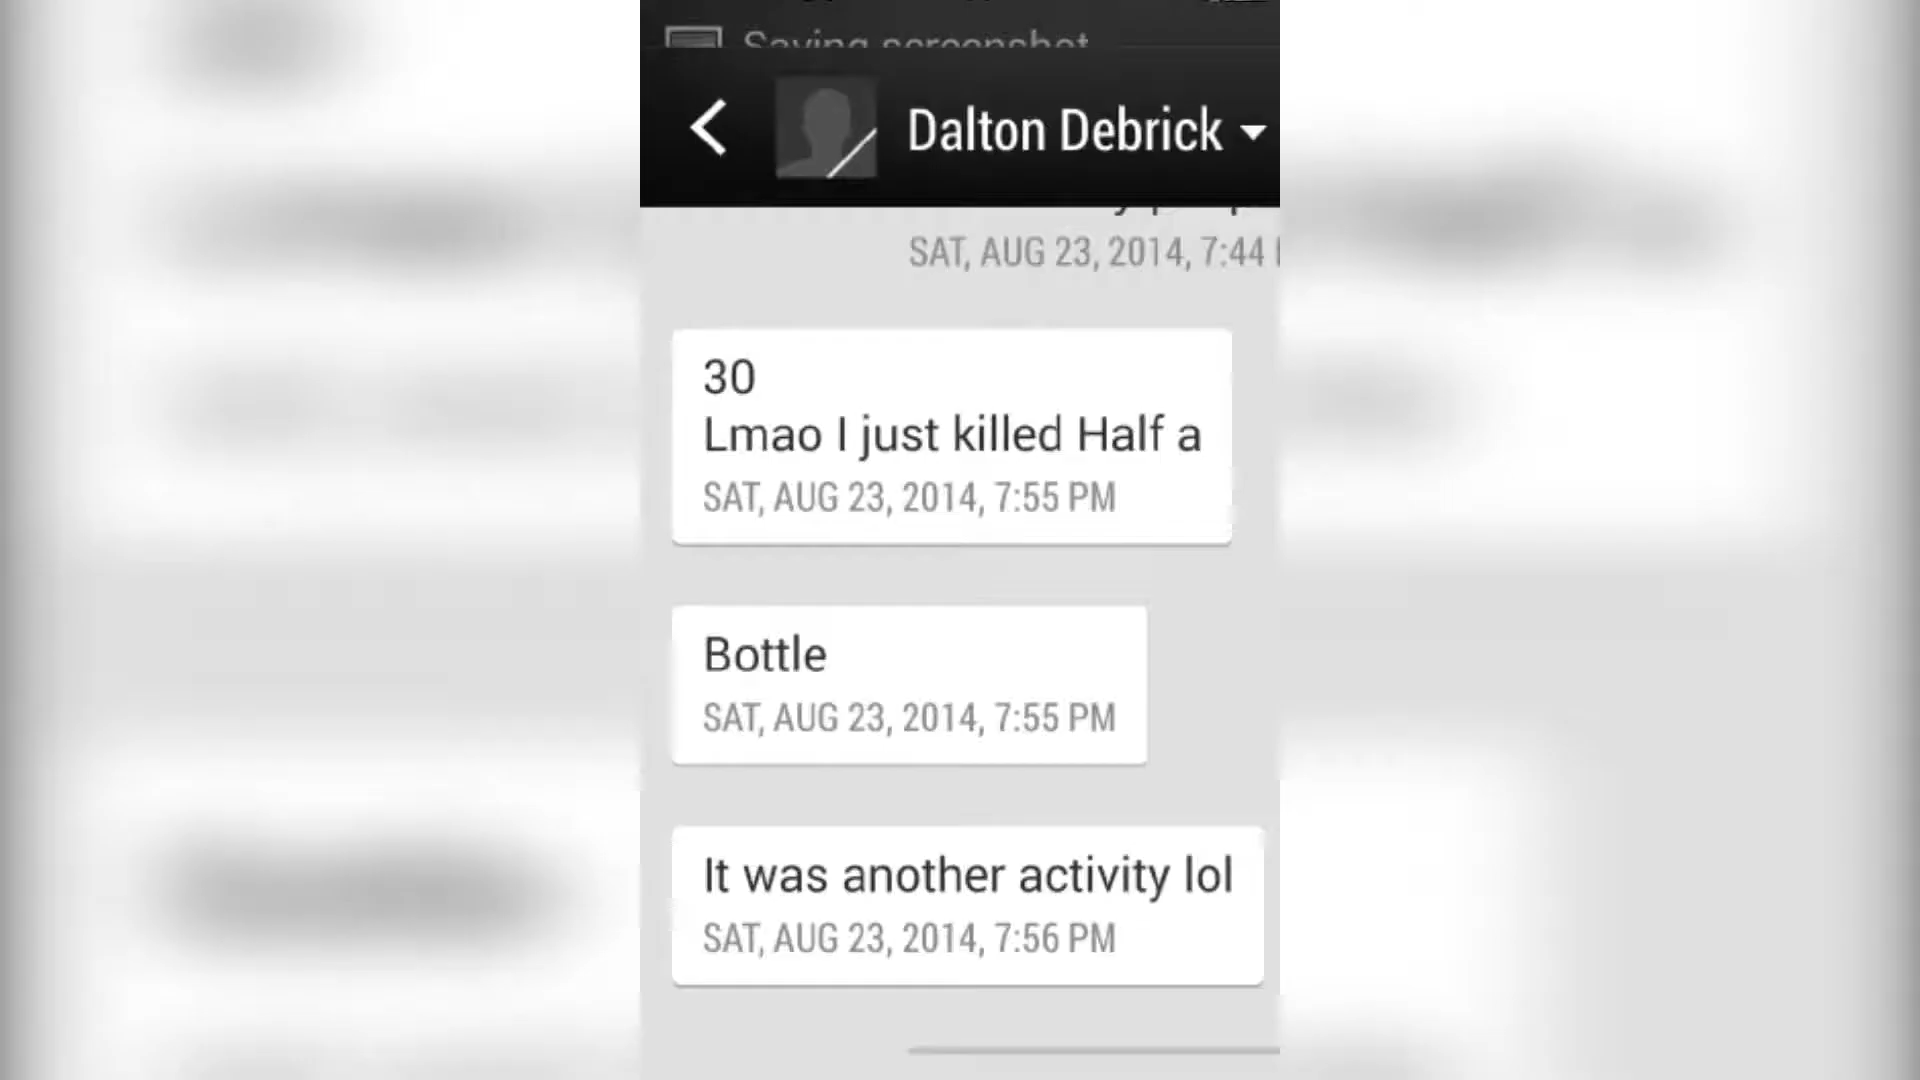 Saving screenshot
Dalton Debrick
SAT, AUG 23, 2014, 7:44
30
Lmao I just killed Half a
SAT, AUG 23, 2014, 7:55 PM
Bottle
SAT, AUG 23, 2014, 7:55 PM
It was another activity lol
SAT, AUG 23, 2014, 7:56 PM